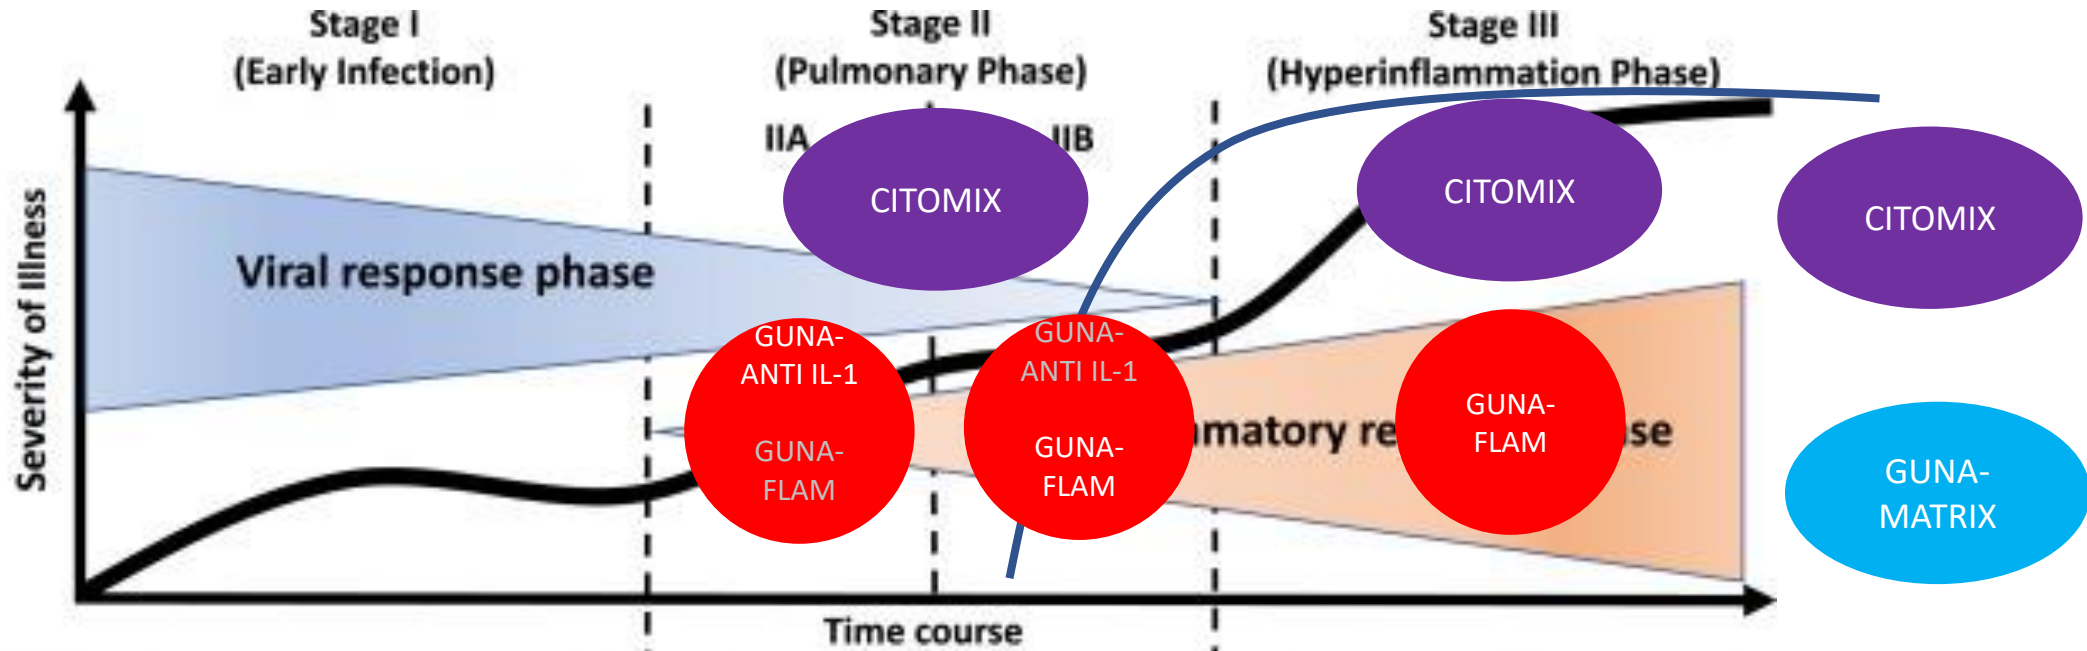 Stage I
(Early Infection)
Stage II
(Pulmonary Phase)
Stage III
(Hyperinflammation Phase)
IIA
IIB
CITOMIX
CITOMIX
CITOMIX
Severity of Illness
Viral response phase
GUNA-
ANTI IL-1
GUNA-
FLAM
GUNA-
ANTI IL-1
GUNA-
FLAM
mmatory re
se
GUNA-
FLAM
GUNA-
MATRIX
Time course